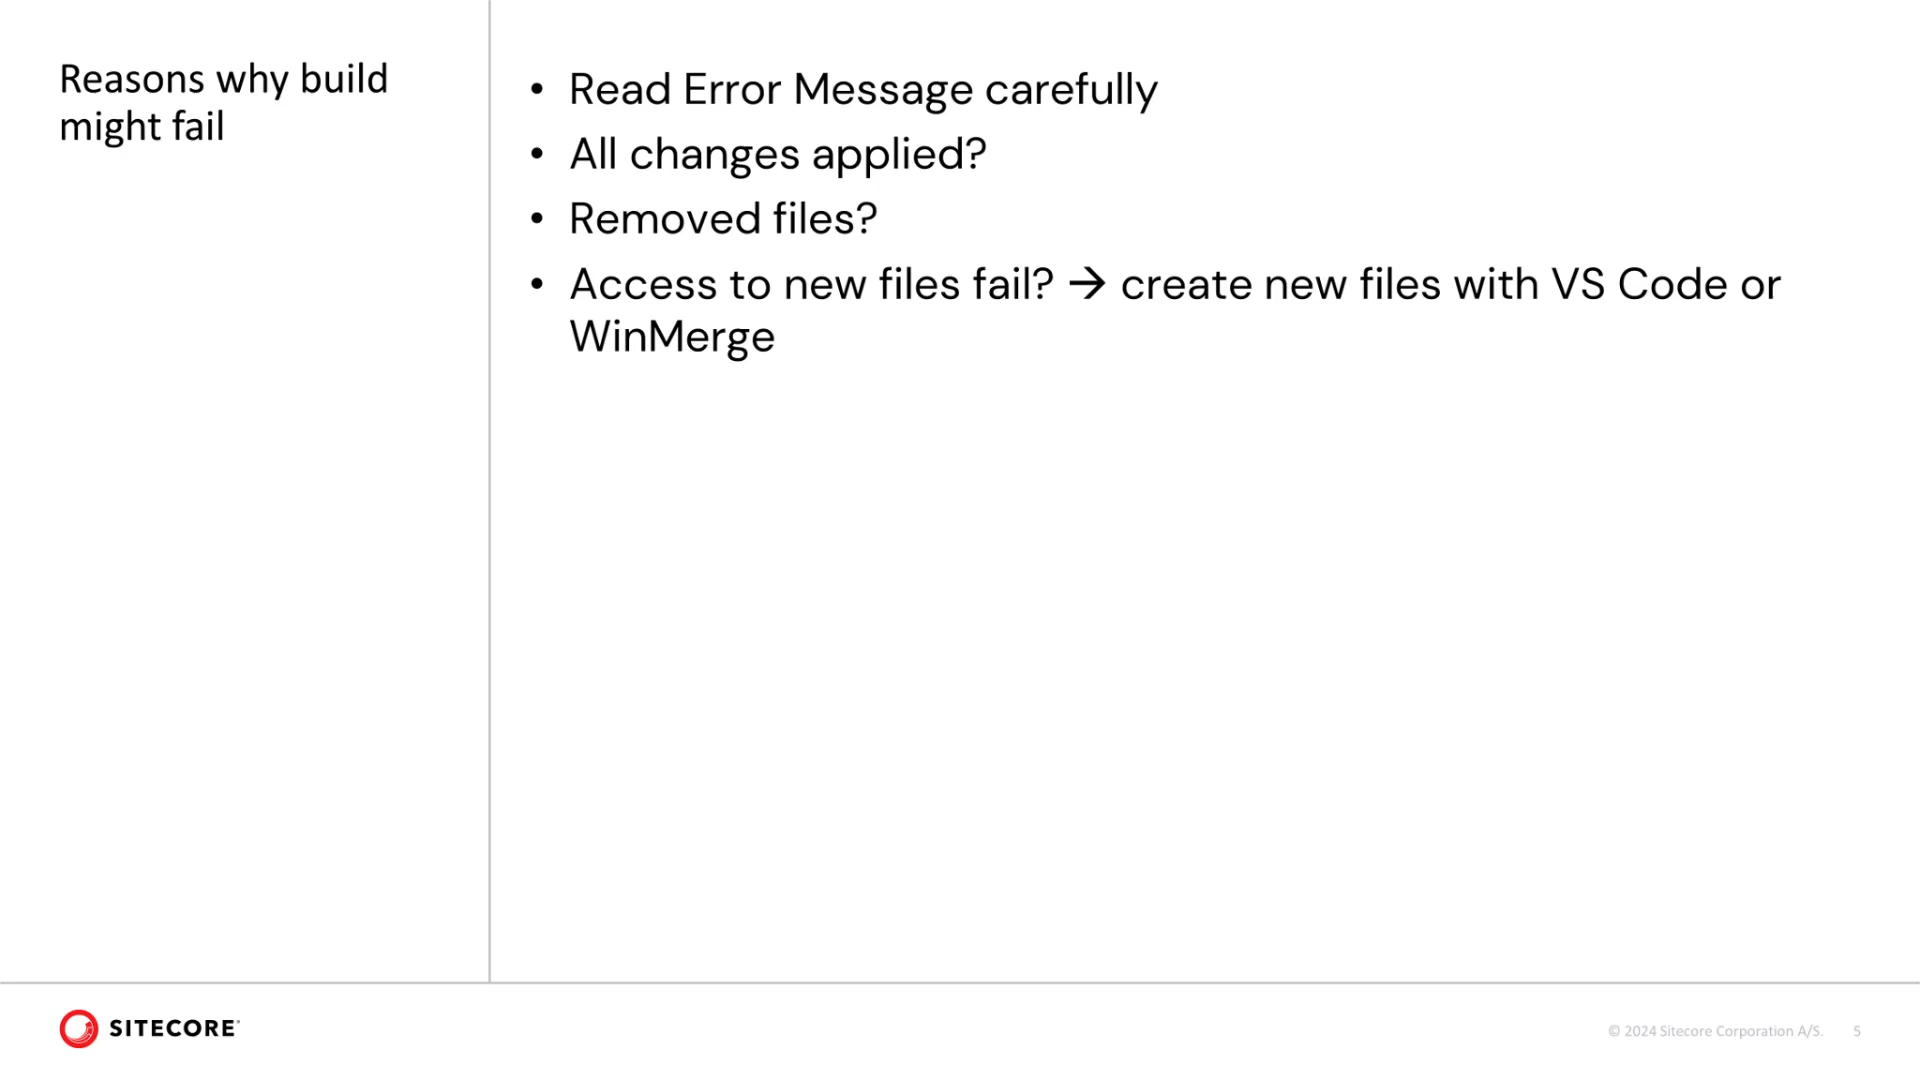 Reasons why build
might fail
• Read Error Message carefully
• All changes applied?
• Removed files?
• Access to new files fail? → create new files with VS Code or
WinMerge
SITECORE
© 2024 Sitecore Corporation A/S. 5